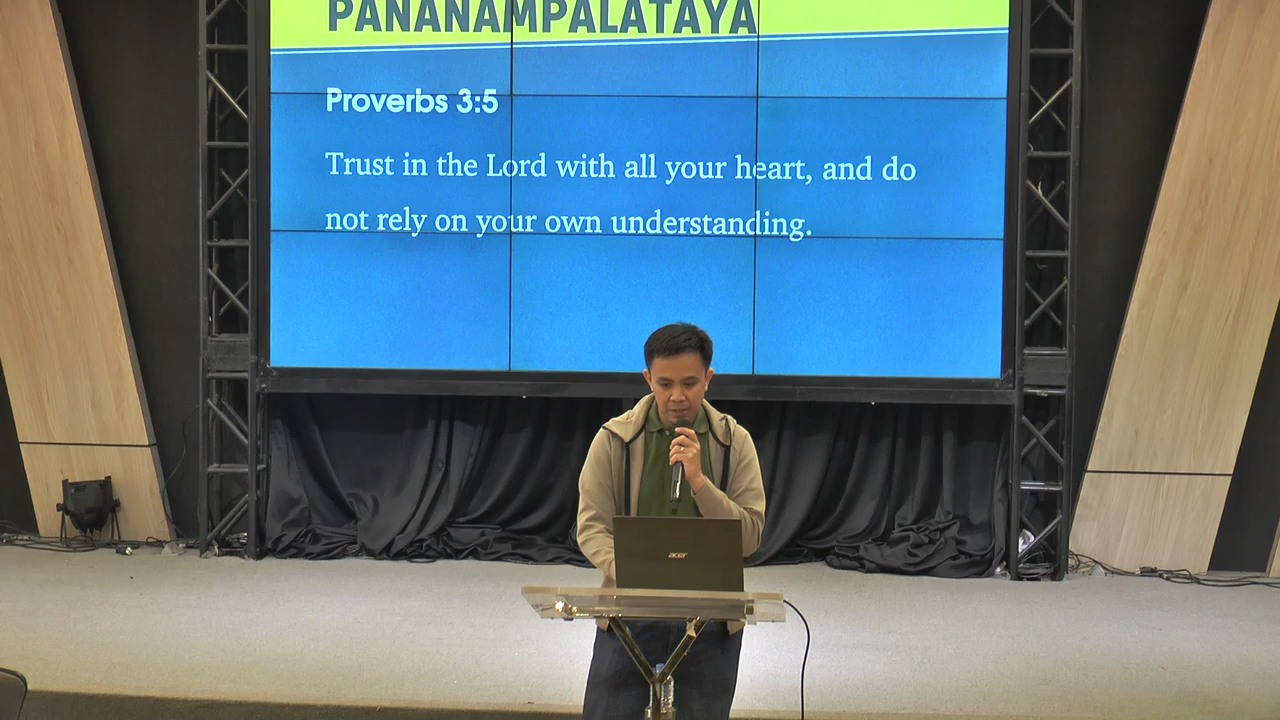 PANANAMPALATAYA
Proverbs 3:5
Trust in the Lord with all your heart, and do
not rely on your own understanding.
acer